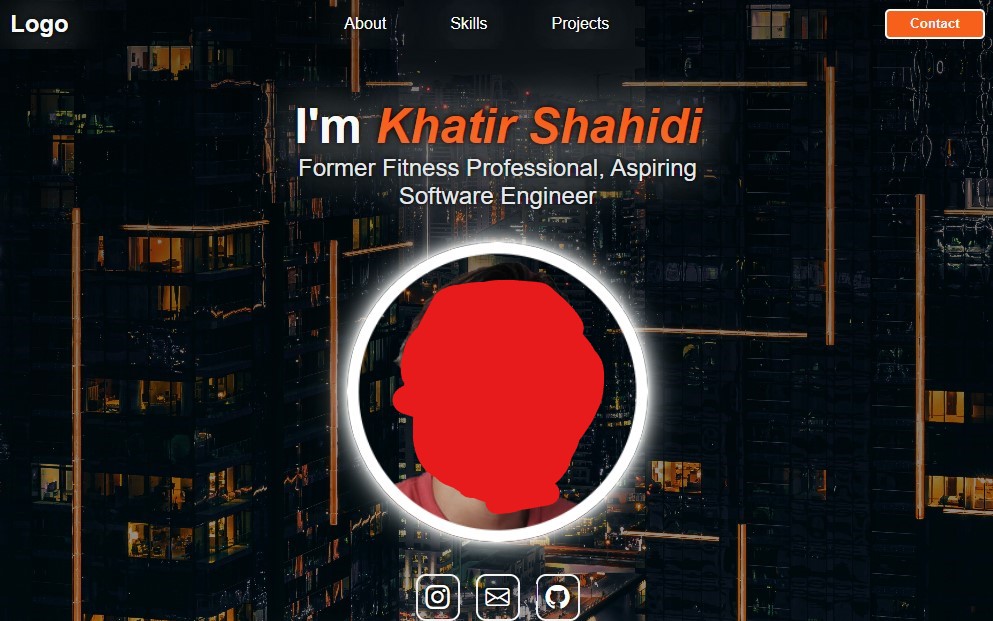 Logo
About
Skills
Projects
Contact
I'm Khatir Shahidi
Former Fitness Professional, Aspiring
Software Engineer